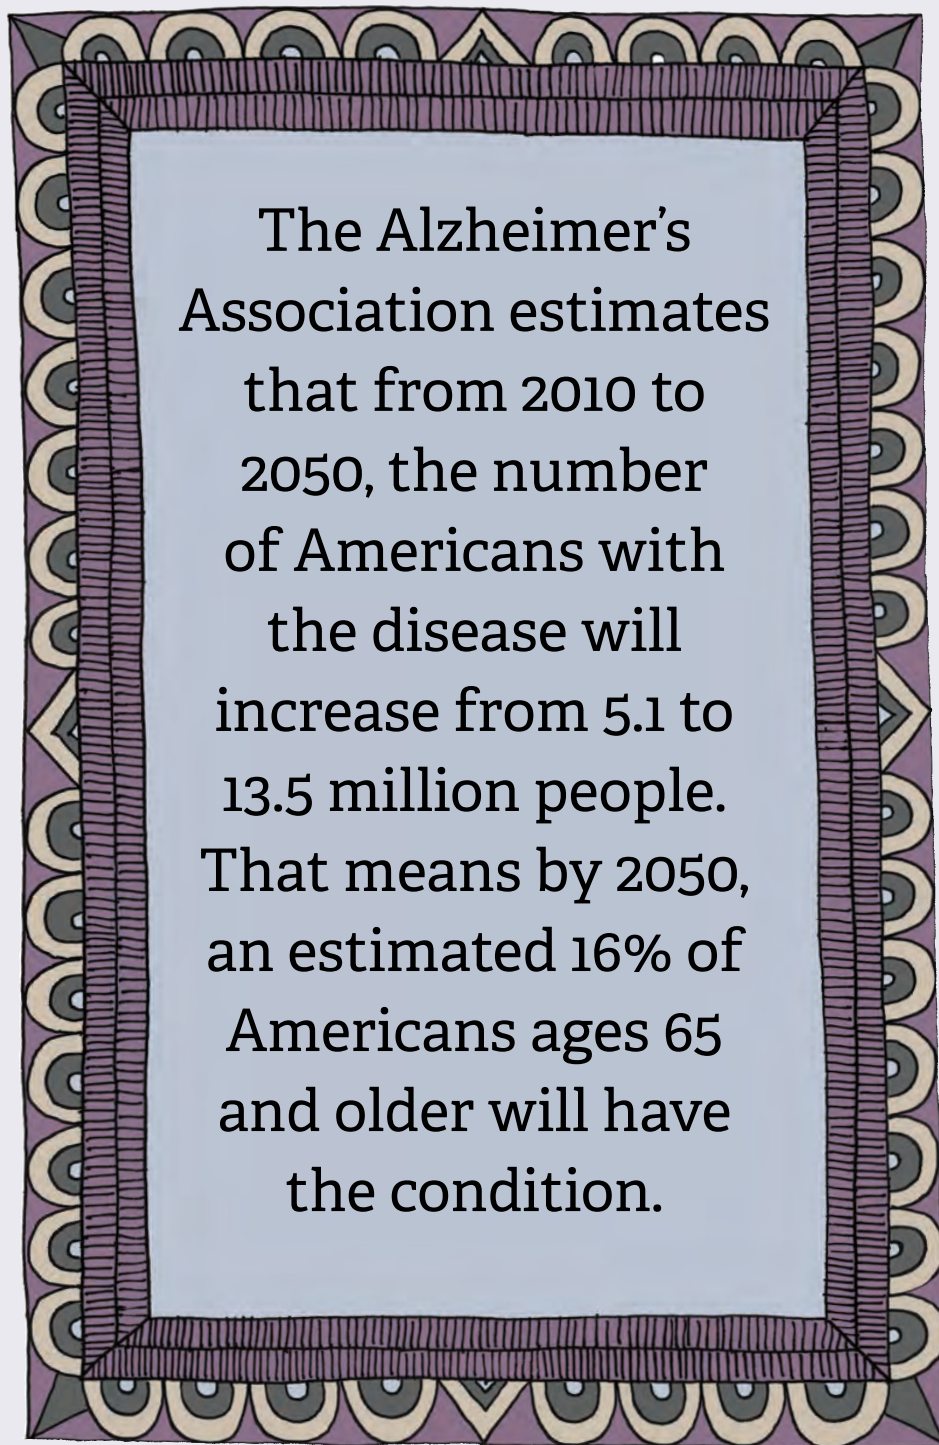 The Alzheimer’s
Association estimates
that from 2010 to
2050, the number
of Americans with
the disease will
increase from 5.1 to
13.5 million people.
That means by 2050,
an estimated 16% of
Americans ages 65
and older will have
the condition.